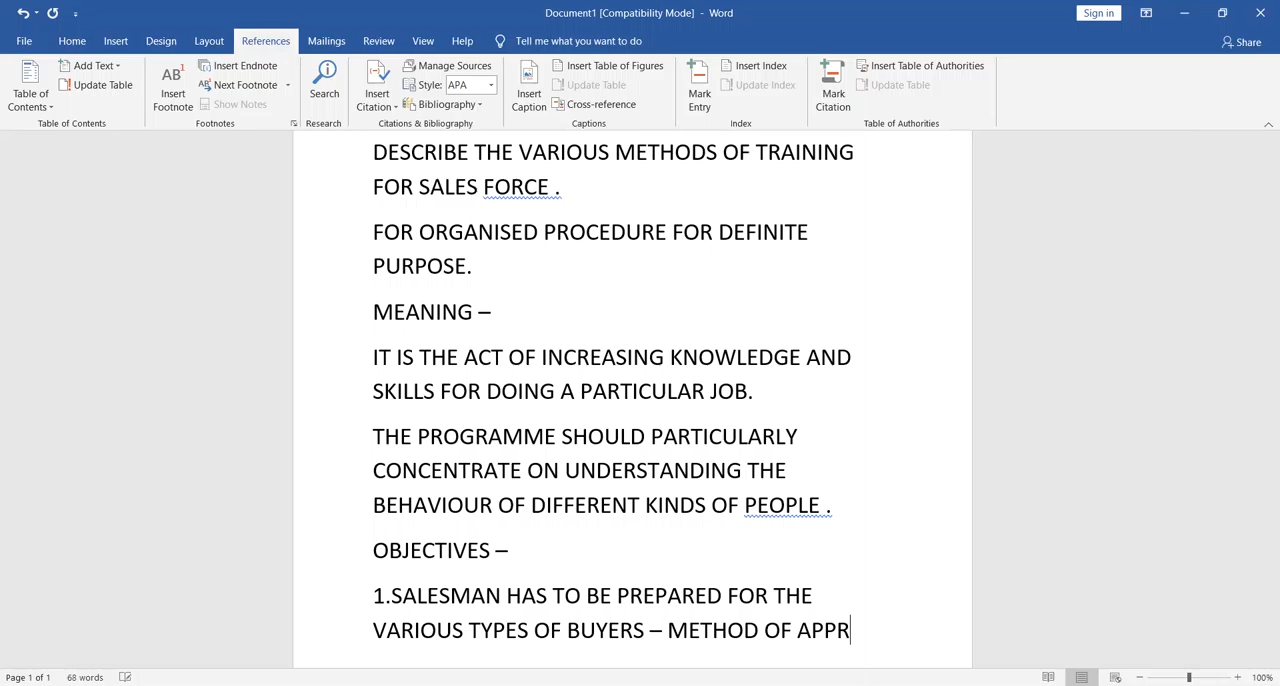 Document1 [Compatibility Mode] - Word
Sign in
File Home Insert Design Layout References Mailings Review View Help Tell me what you want to do
Share
Table of Contents
Add Text
Update Table
Table of Contents
AB1 Insert Footnote
Insert Endnote
Next Footnote
Show Notes
Footnotes
Search
Research
Insert Citation
Manage Sources
Style: APA
Bibliography
Citations & Bibliography
Insert Caption
Insert Table of Figures
Update Table
Cross-reference
Captions
Mark Entry
Insert Index
Update Index
Index
Mark Citation
Insert Table of Authorities
Update Table
Table of Authorities
DESCRIBE THE VARIOUS METHODS OF TRAINING
FOR SALES FORCE .
FOR ORGANISED PROCEDURE FOR DEFINITE
PURPOSE.
MEANING –
IT IS THE ACT OF INCREASING KNOWLEDGE AND
SKILLS FOR DOING A PARTICULAR JOB.
THE PROGRAMME SHOULD PARTICULARLY
CONCENTRATE ON UNDERSTANDING THE
BEHAVIOUR OF DIFFERENT KINDS OF PEOPLE .
OBJECTIVES –
1.SALESMAN HAS TO BE PREPARED FOR THE
VARIOUS TYPES OF BUYERS – METHOD OF APPR
Page 1 of 1 68 words
100%